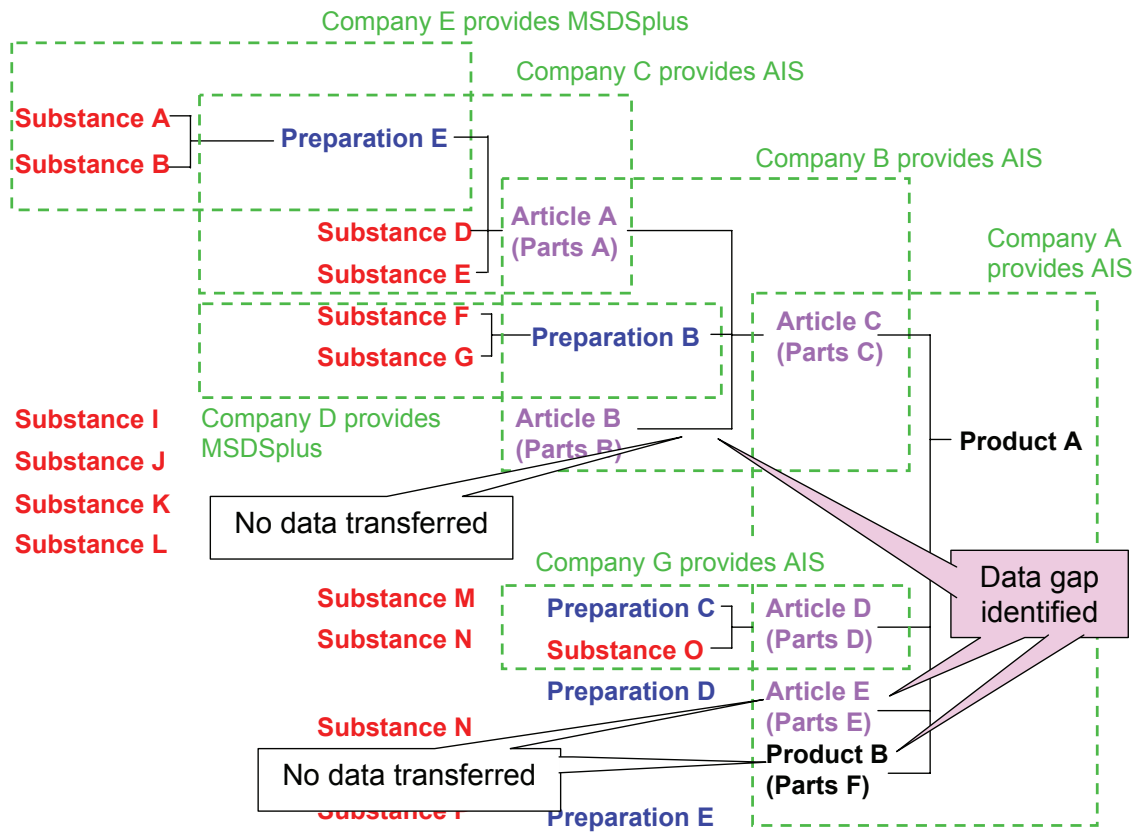 Company E provides MSDSplus
Company C provides AIS
Substance A
Substance B
Preparation E
Company B provides AIS
Substance D
Substance E
Article A
(Parts A)
Company A
provides AIS
Substance F
Substance G
Preparation B
Article C
(Parts C)
Substance I
Substance J
Substance K
Substance L
Company D provides
MSDSplus
Article B
(Parts B)
Product A
No data transferred
Company G provides AIS
Data gap
identified
Substance M
Substance N
Preparation C
Substance O
Article D
(Parts D)
Preparation D
Article E
(Parts E)
Substance N
Product B
(Parts F)
No data transferred
Substance
Preparation E